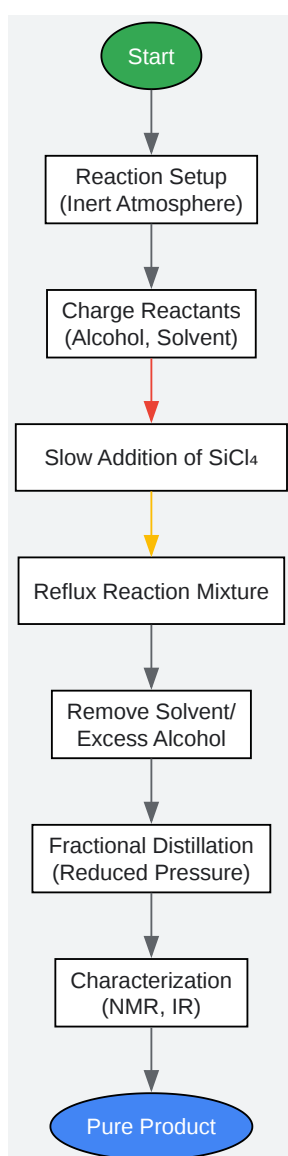 Start
Reaction Setup
(Inert Atmosphere)
Charge Reactants
(Alcohol, Solvent)
Slow Addition of SiCl₄
Reflux Reaction Mixture
Remove Solvent/
Excess Alcohol
Fractional Distillation
(Reduced Pressure)
Characterization
(NMR, IR)
Pure Product